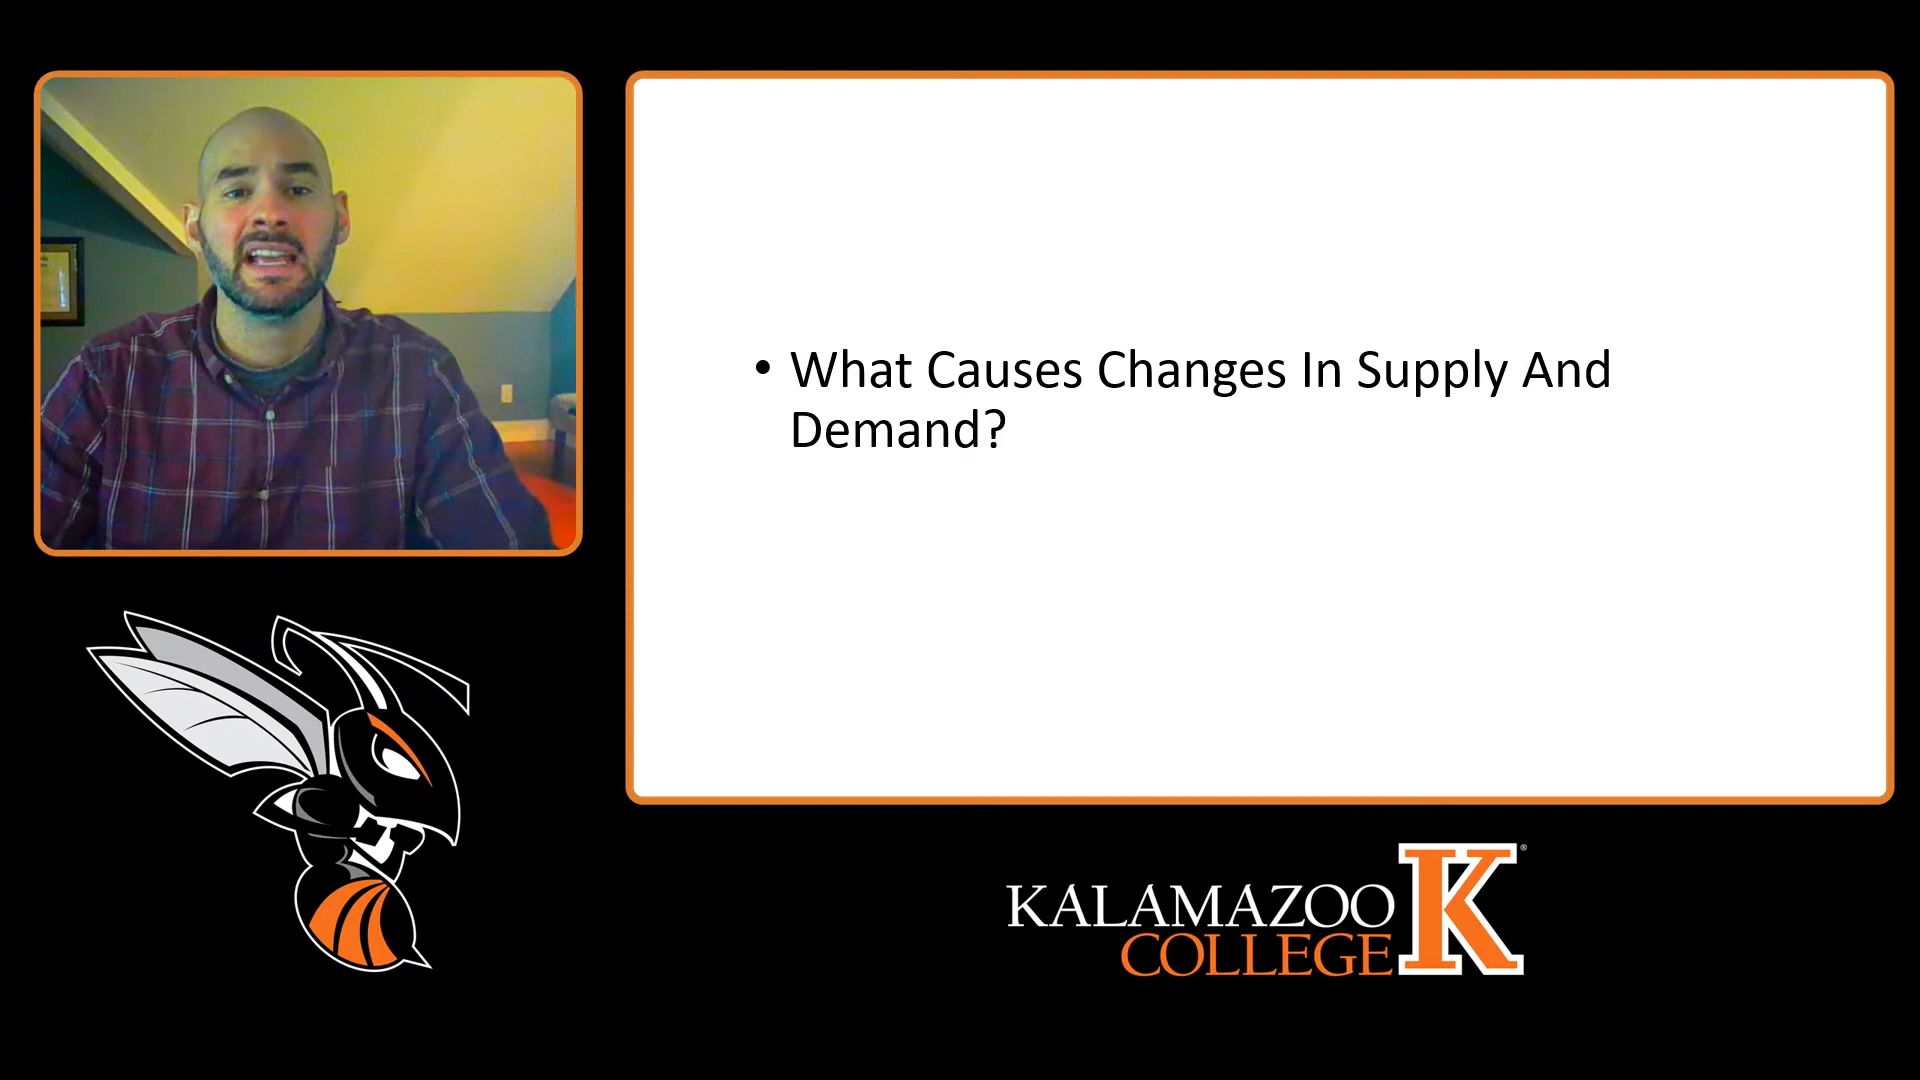 • What Causes Changes In Supply And
Demand?
KALAMAZOO
COLLEGE
K
®